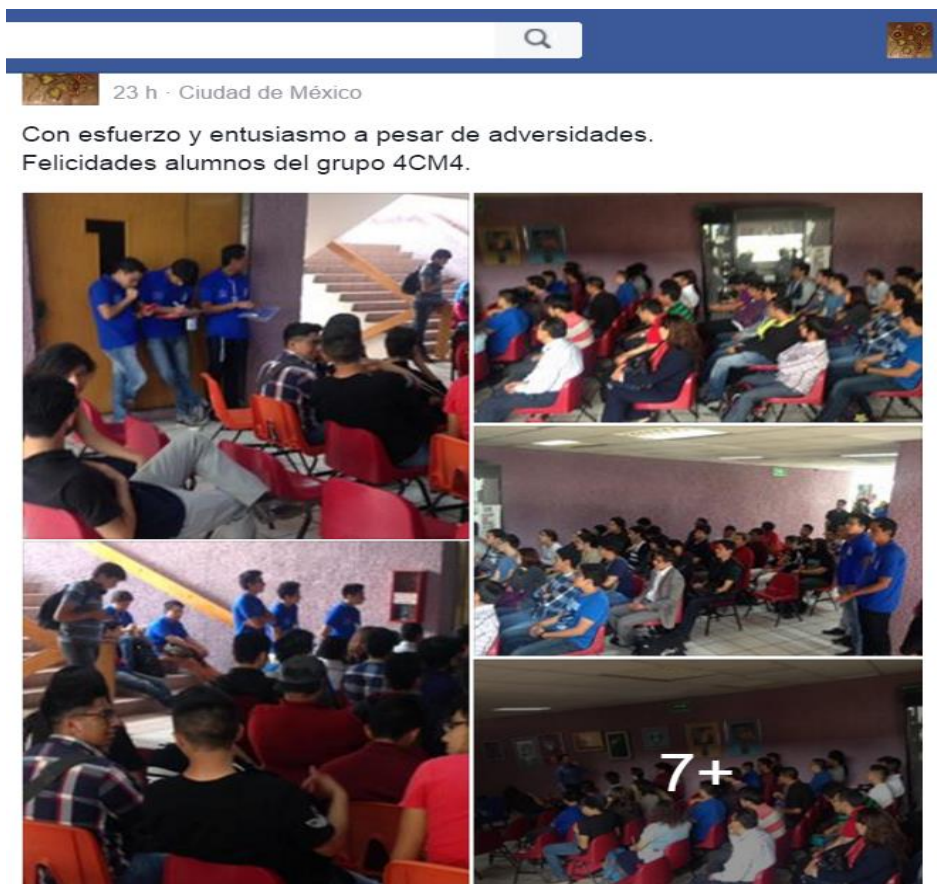 23 h · Ciudad de México
Con esfuerzo y entusiasmo a pesar de adversidades.
Felicidades alumnos del grupo 4CM4.
7+